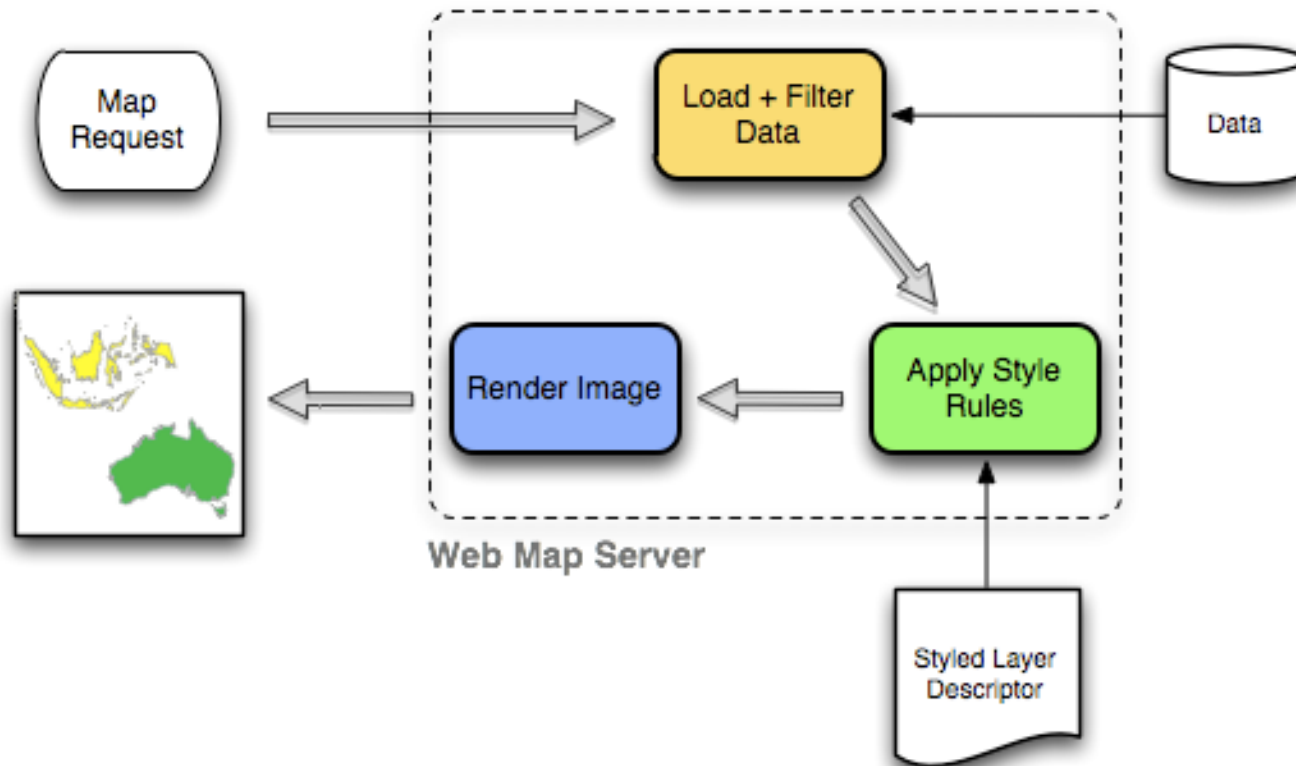 Map
Request
Load + Filter
Data
Data
Render Image
Apply Style
Rules
Web Map Server
Styled Layer
Descriptor